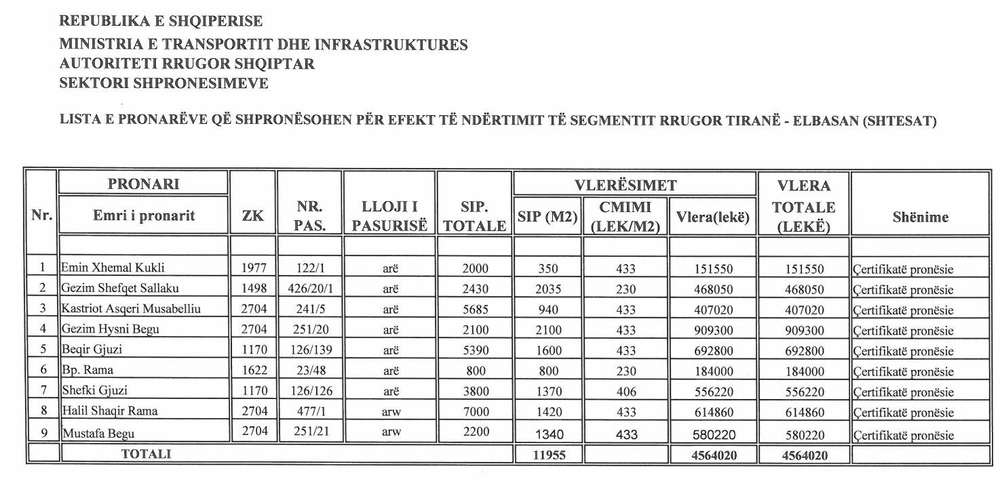 REPUBLIKA E SHQIPERISE
MINISTRIA E TRANSPORTIT DHE INFRASTRUKTURES
AUTORITETI RRUGOR SHQIPTAR
SEKTORI SHPRONESIMEVE
LISTA E PRONARËVE QË SHPRONËSOHEN PËR EFEKT TË NDËRTIMIT TË SEGMENTIT RRUGOR TIRANË - ELBASAN (SHTESAT)
Nr. PRONARI Emri i pronarit ZK NR. PAS. LLOJI I PASURISË SIP. TOTALE VLERËSIMET SIP (M2) CMIMI (LEK/M2) Vlera(lekë) VLERA TOTALE (LEKË) Shënime
1 Emin Xhemal Kukli 1977 122/1 arë 2000 350 433 151550 151550 Çertifikatë pronësie
2 Gezim Shefqet Sallaku 1498 426/20/1 arë 2430 2035 230 468050 468050 Çertifikatë pronësie
3 Kastriot Asqeri Musabelliu 2704 241/5 arë 5685 940 433 407020 407020 Çertifikatë pronësie
4 Gezim Hysni Begu 2704 251/20 arë 2100 2100 433 909300 909300 Çertifikatë pronësie
5 Beqir Gjuzi 1170 126/139 arë 5390 1600 433 692800 692800 Çertifikatë pronësie
6 Bp. Rama 1622 23/48 arë 800 800 230 184000 184000 Çertifikatë pronësie
7 Shefki Gjuzi 1170 126/126 arë 3800 1370 406 556220 556220 Çertifikatë pronësie
8 Halil Shaqir Rama 2704 477/1 arw 7000 1420 433 614860 614860 Çertifikatë pronësie
9 Mustafa Begu 2704 251/21 arw 2200 1340 433 580220 580220 Çertifikatë pronësie
TOTALI 11955 4564020 4564020